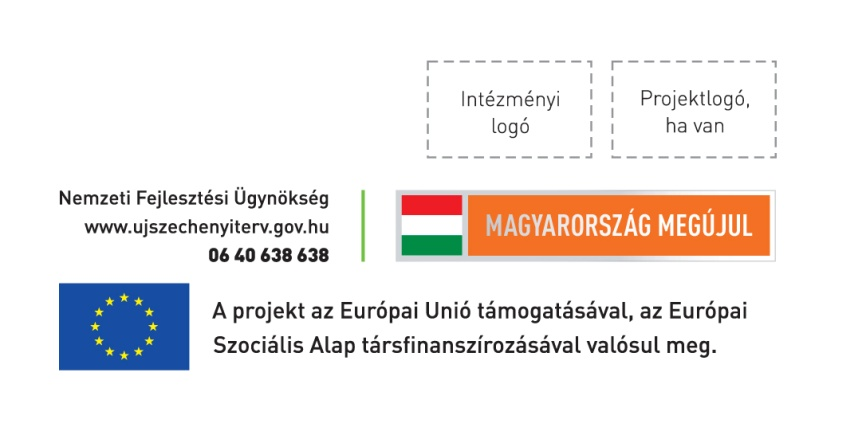 Intézményi
logó
Projektlogó,
ha van
Nemzeti Fejlesztési Ügynökség
www.ujszechenyiterv.gov.hu
06 40 638 638
MAGYARORSZÁG MEGÚJUL
A projekt az Európai Unió támogatásával, az Európai
Szociális Alap társfinanszírozásával valósul meg.